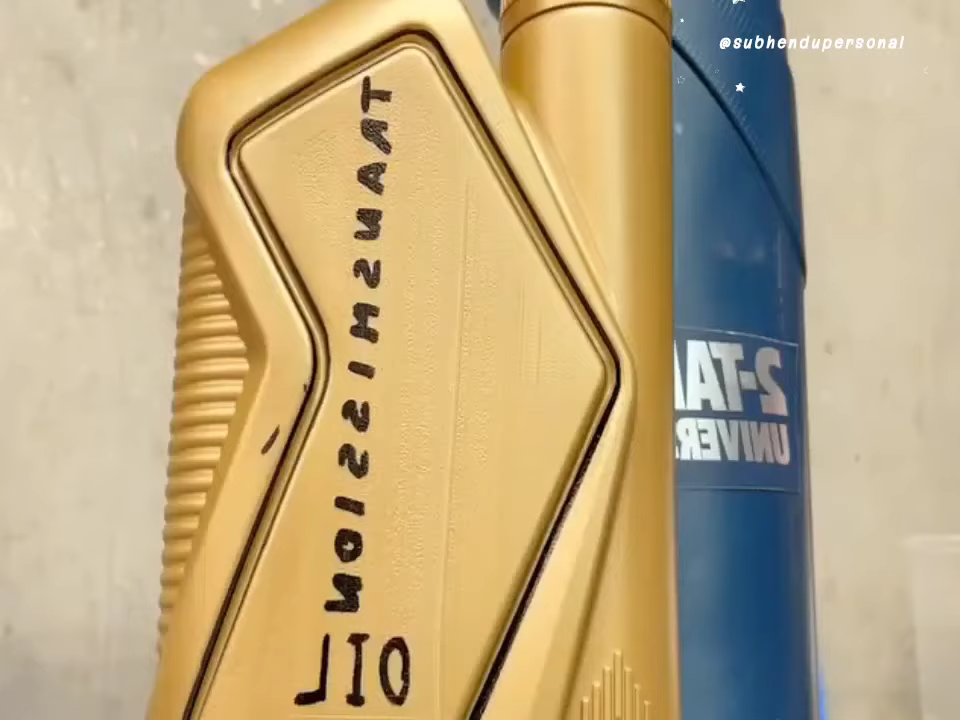 @subhendupersonal
TRANSMISSION
OIL
2-TA
UNIVER